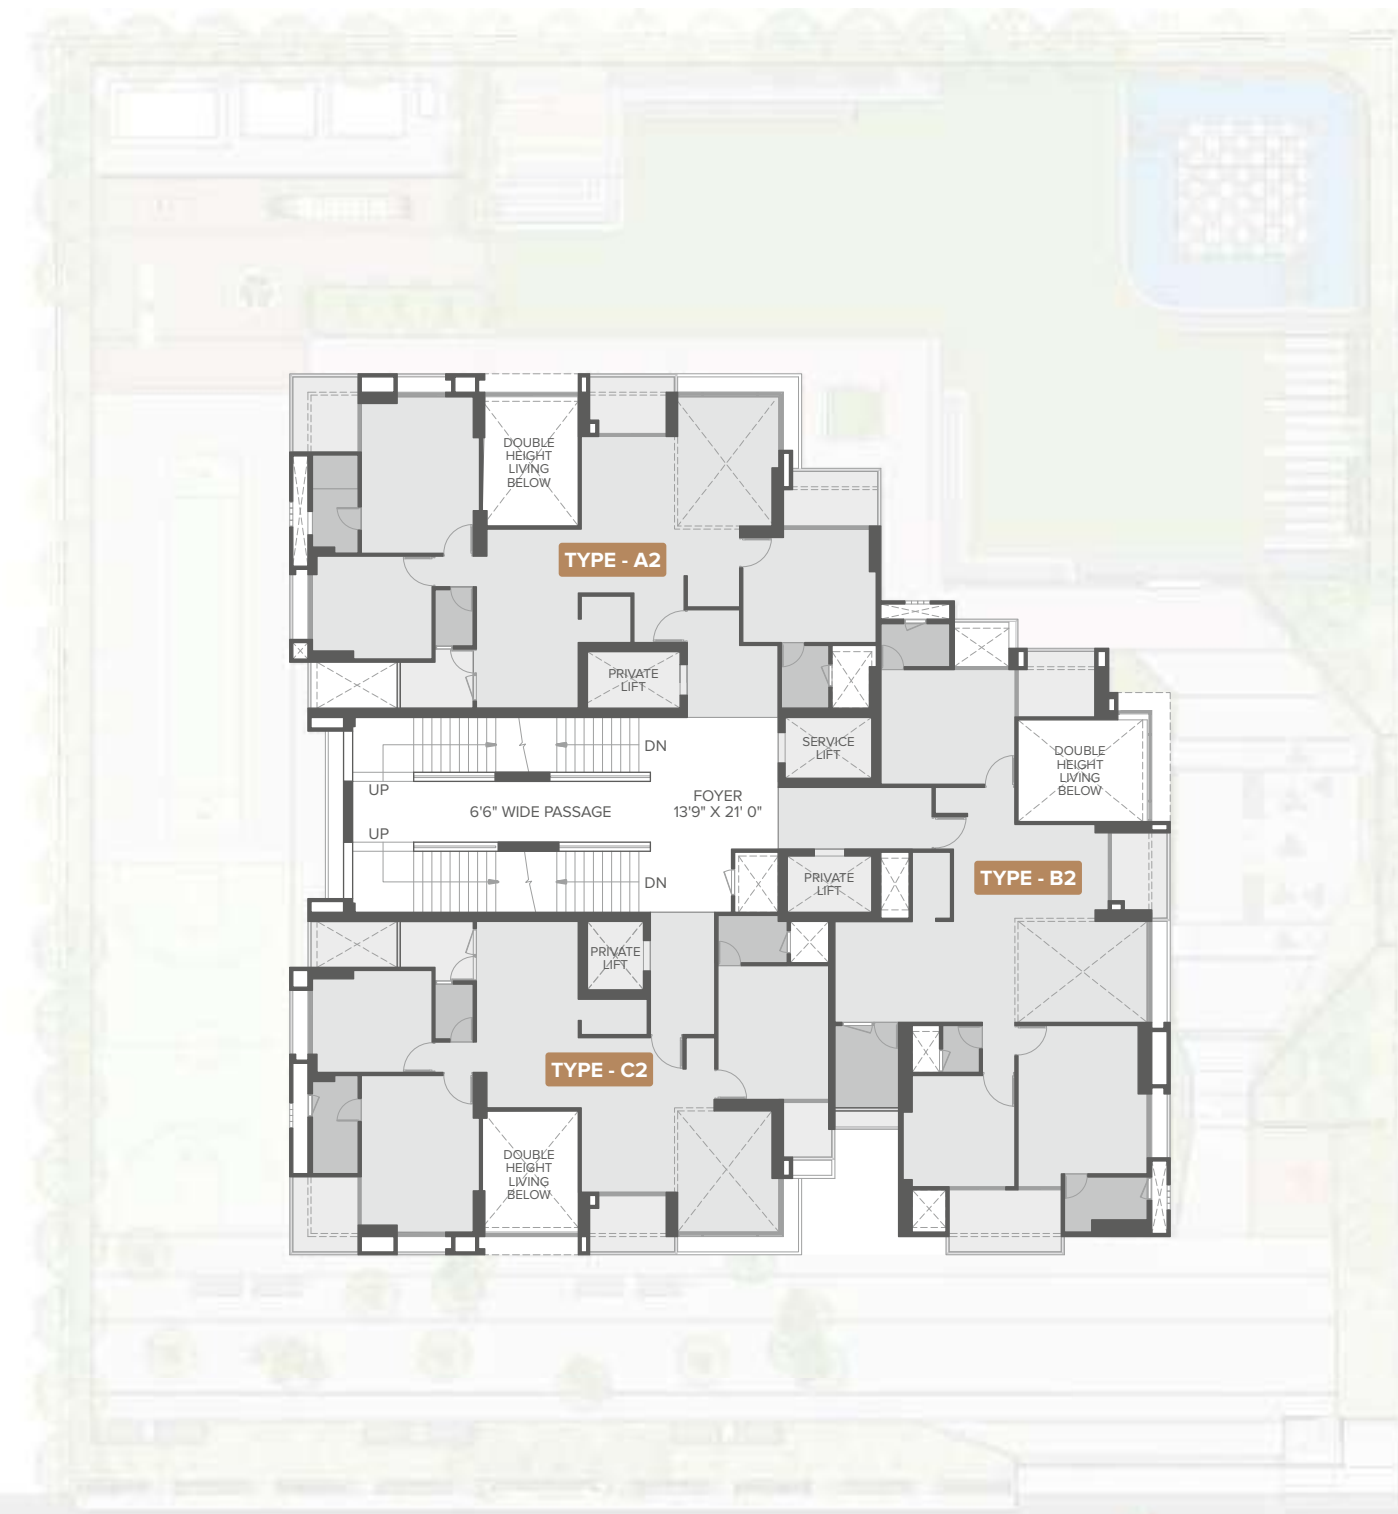 DOUBLE
HEIGHT
LIVING
BELOW
TYPE - A2
PRIVATE
LIFT
SERVICE
LIFT
DN
UP
6'6" WIDE PASSAGE
FOYER
13'9" X 21' 0"
UP
DN
DOUBLE
HEIGHT
LIVING
BELOW
PRIVATE
LIFT
TYPE - B2
PRIVATE
LIFT
TYPE - C2
DOUBLE
HEIGHT
LIVING
BELOW